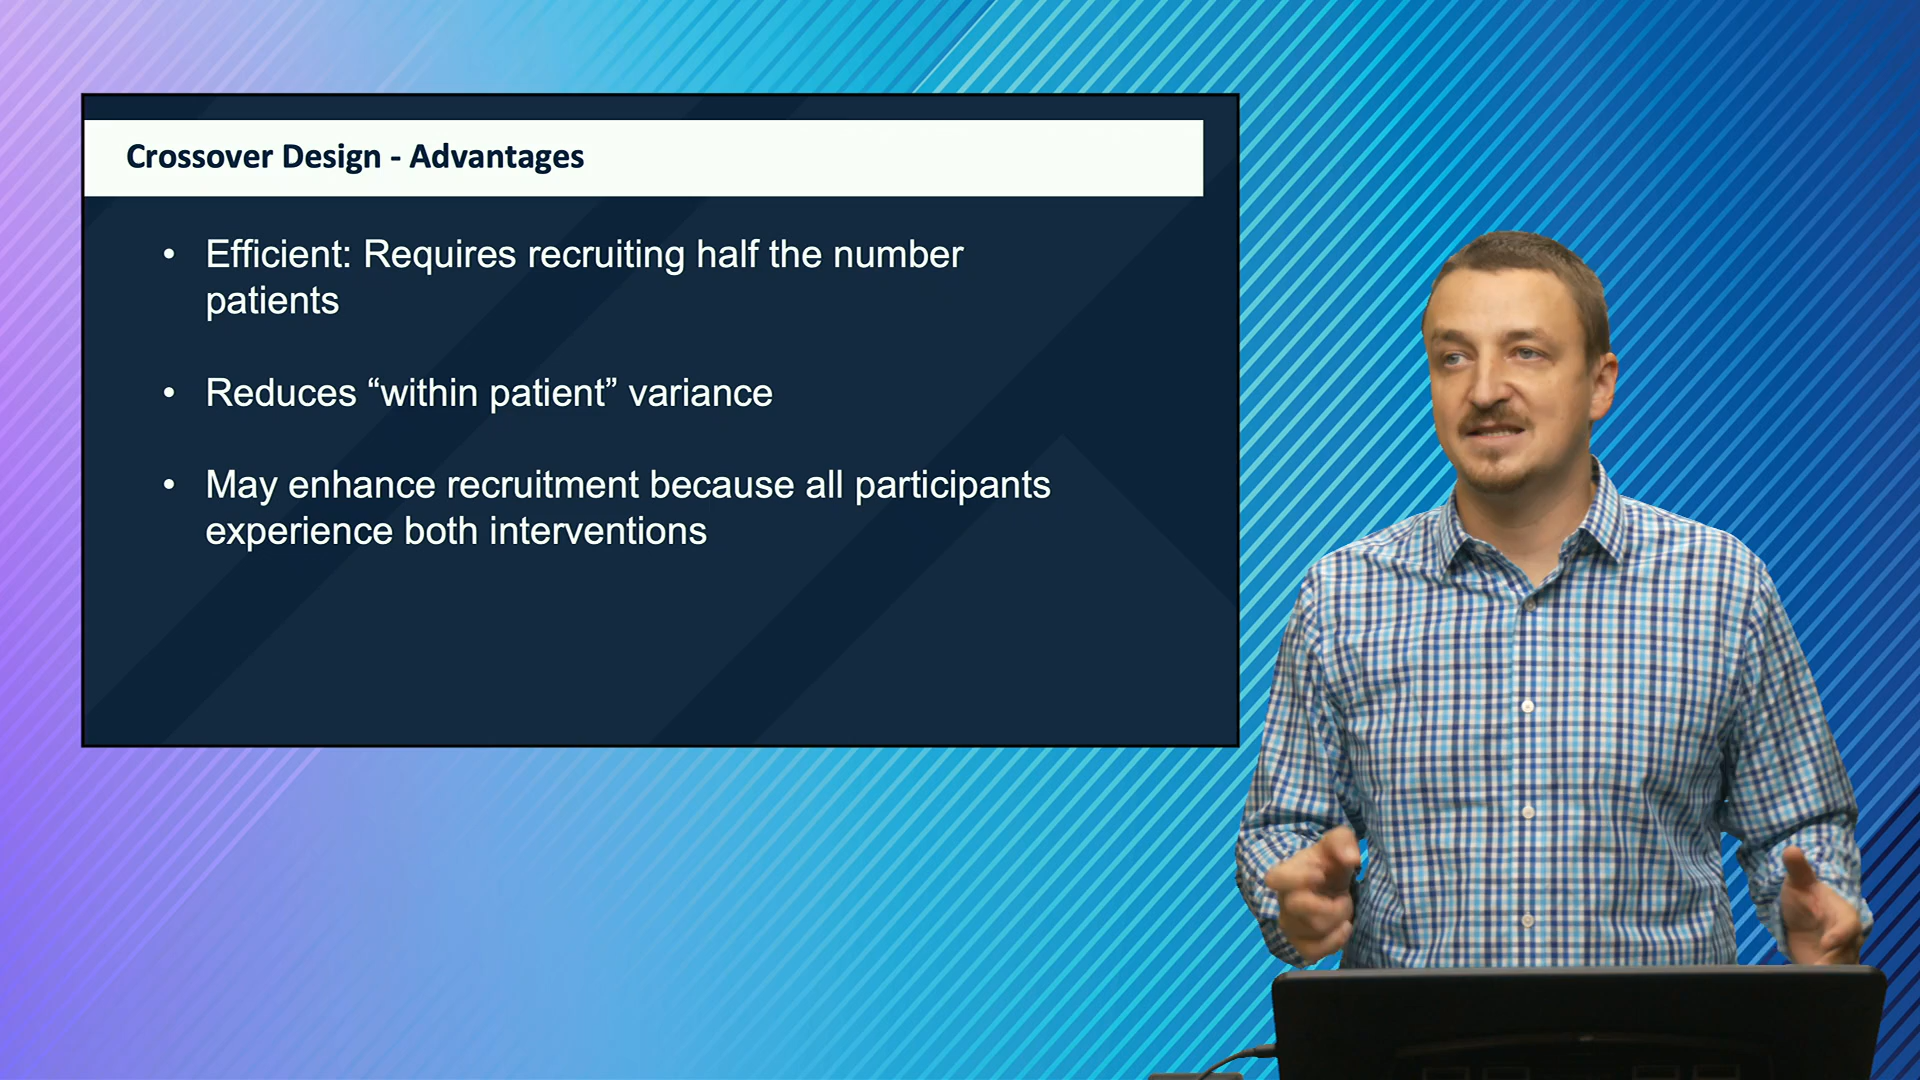 Crossover Design - Advantages
• Efficient: Requires recruiting half the number
patients
• Reduces “within patient” variance
• May enhance recruitment because all participants
experience both interventions